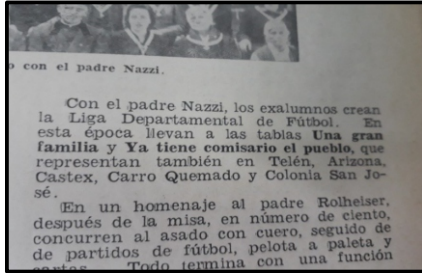 o con el padre Nazzi.
Con el padre Nazzi, los exalumnos crean
la Liga Departamental de Fútbol. En
esta época llevan a las tablas Una gran
familia y Ya tiene comisario el pueblo, que
representan también en Telén, Arizona,
Castex, Carro Quemado y Colonia San Jo-
sé.
En un homenaje al padre Rolheiser,
después de la misa, en número de ciento,
concurren al asado con cuero, seguido de
de partidos de fútbol, pelota a paleta y
Todo termina con una función